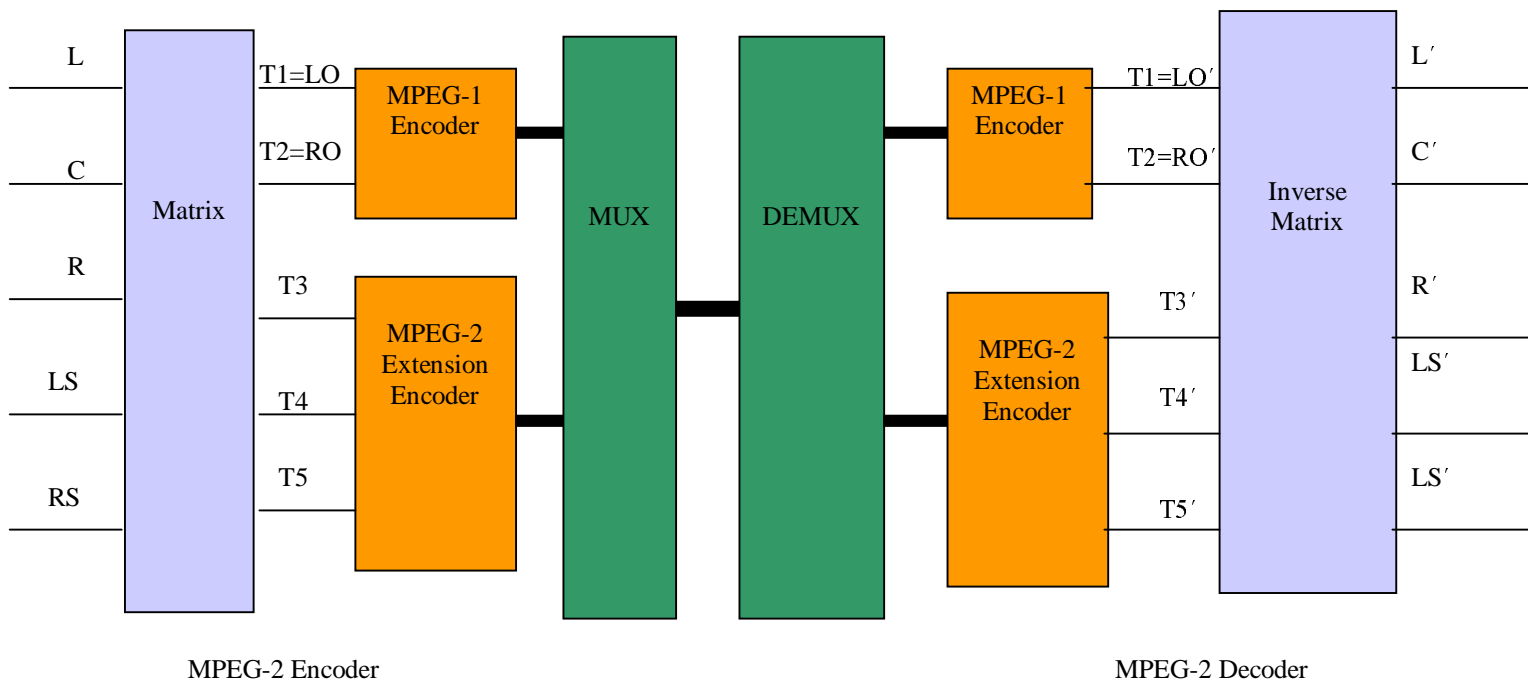 L
C
R
LS
RS
Matrix
T1=LO
T2=RO
T3
T4
T5
MPEG-1
Encoder
MPEG-2
Extension
Encoder
MUX
DEMUX
MPEG-1
Encoder
MPEG-2
Extension
Encoder
T1=LO′
T2=RO′
T3′
T4′
T5′
Inverse
Matrix
L′
C′
R′
LS′
LS′
MPEG-2 Encoder
MPEG-2 Decoder